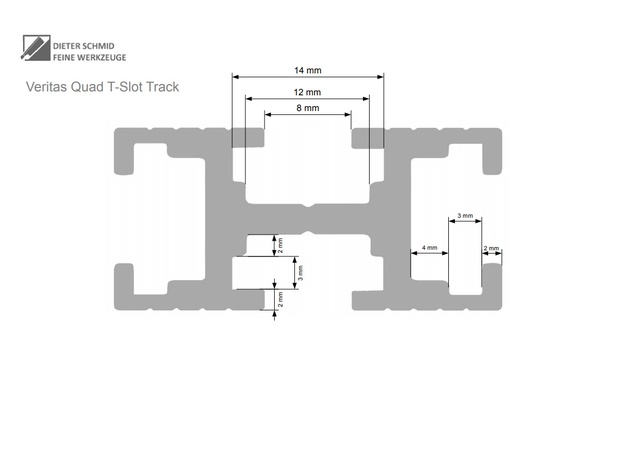 DIETER SCHMID
FEINE WERKZEUGE
Veritas Quad T-Slot Track
14 mm
12 mm
8 mm
3 mm
4 mm
2 mm
2 mm
3 mm
2 mm